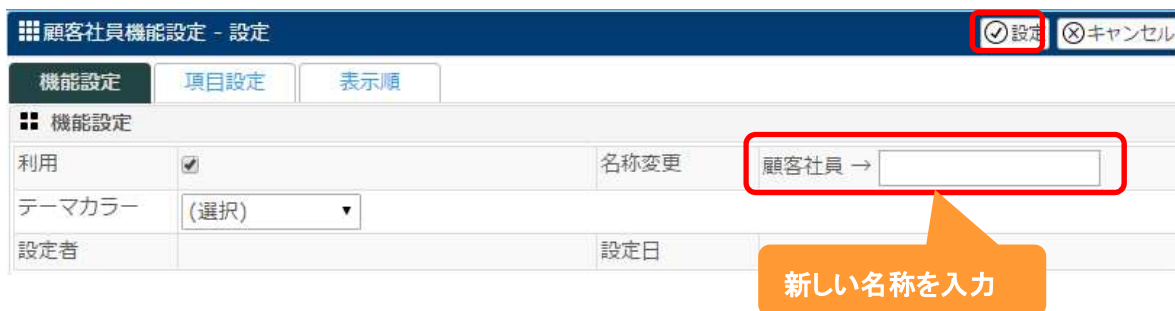 顧客社員機能設定 - 設定 設定 キャンセル
機能設定 項目設定 表示順
機能設定
利用 名称変更 顧客社員 →
テーマカラー (選択)
設定者 設定日
新しい名称を入力